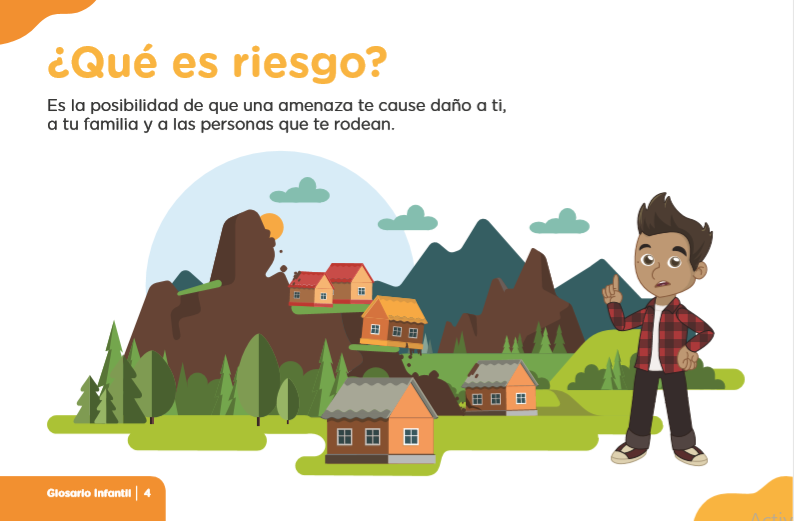 ¿Qué es riesgo?
Es la posibilidad de que una amenaza te cause daño a ti,
a tu familia y a las personas que te rodean.
Glosario Infantil | 4